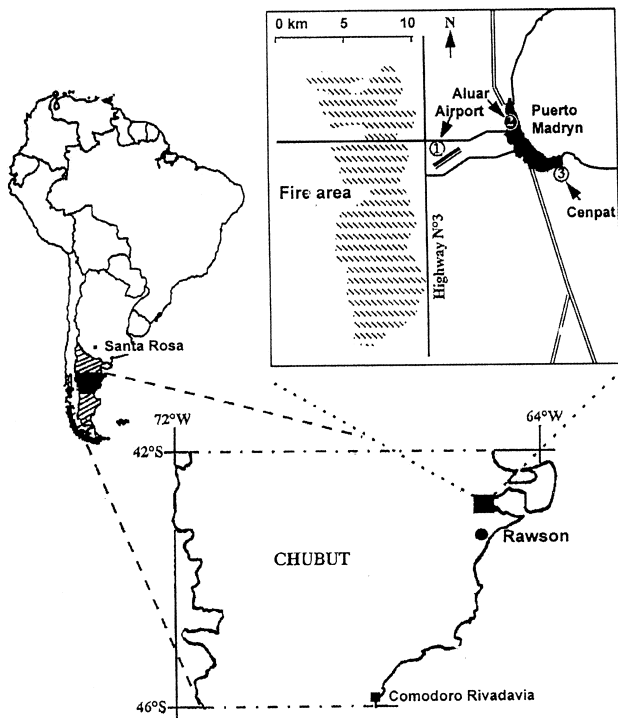 0 km 5 10 N
Aluar
Airport
Puerto
Madryn
2
1
3
Fire area
Cenpat
Highway N°3
Santa Rosa
72°W
64°W
42°S
Rawson
CHUBUT
Comodoro Rivadavia
46°S